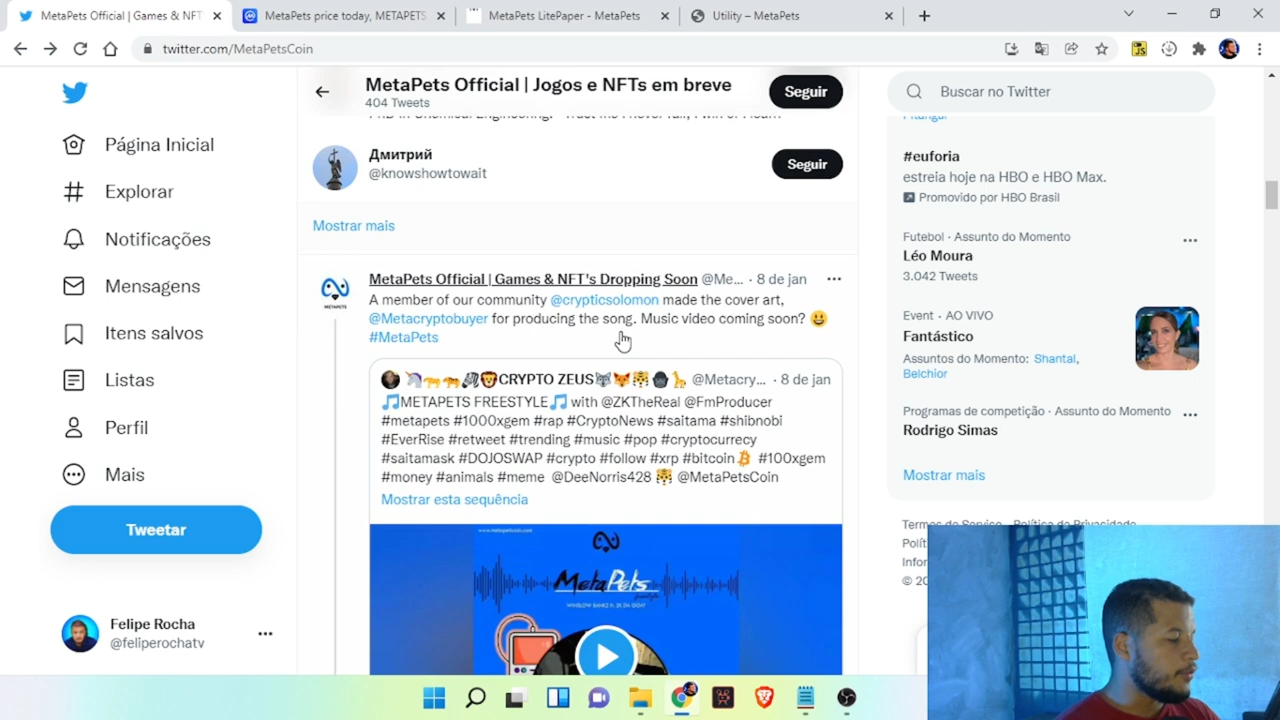 MetaPets Official | Games & NF
MetaPets price today, METAPETS
MetaPets LitePaper - MetaPets
Utility – MetaPets
twitter.com/MetaPetsCoin
JS
MetaPets Official | Jogos e NFTs em breve
404 Tweets
Seguir
Buscar no Twitter
Página Inicial
Explorar
Notificações
Mensagens
Itens salvos
Listas
Perfil
Mais
Tweetar
Felipe Rocha
@feliperochatv
Дмитрий
@knowshowtowait
Seguir
Mostrar mais
MetaPets Official | Games & NFT's Dropping Soon @Me... · 8 de jan
A member of our community @crypticsolomon made the cover art,
@Metacryptobuyer for producing the song. Music video coming soon? 😃
#MetaPets
🦄🐆🐅🦓🦁CRYPTO ZEUS🐺🦊🐯🦍🦒 @Metacry... · 8 de jan
🎵METAPETS FREESTYLE🎵 with @ZKTheReal @FmProducer
#metapets #1000xgem #rap #CryptoNews #saitama #shibnobi
#EverRise #retweet #trending #music #pop #cryptocurrecy
#saitamask #DOJOSWAP #crypto #follow #xrp #bitcoin #100xgem
#money #animals #meme @DeeNorris428 🐯 @MetaPetsCoin
Mostrar esta sequência
www.metapetscoin.com
MetaPets
freestyle
METAPETS
#euforia
estreia hoje na HBO e HBO Max.
Promovido por HBO Brasil
Futebol · Assunto do Momento
Léo Moura
3.042 Tweets
Event · AO VIVO
Fantástico
Assuntos do Momento: Shantal,
Belchior
Programas de competição · Assunto do Momento
Rodrigo Simas
Mostrar mais
Termos de Serviço Política de Privacidade